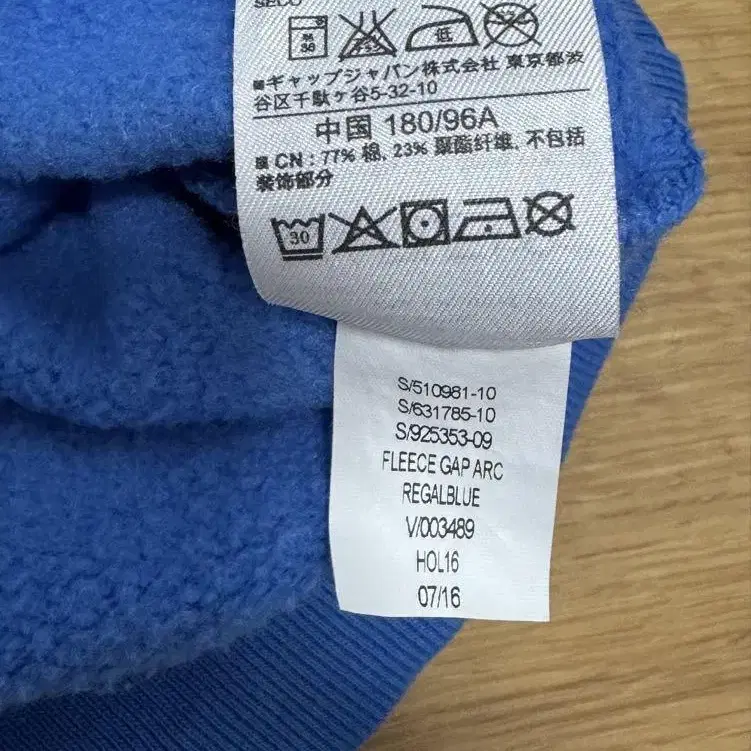 SECO
30
低
■ギャップジャパン株式会社 東京都渋
谷区千駄ヶ谷5-32-10
中国 180/96A
■ CN : 77% 棉, 23% 聚酯纤维, 不包括
装饰部分
30
S/510981-10
S/631785-10
S/925353-09
FLEECE GAP ARC
REGALBLUE
V/003489
HOL16
07/16